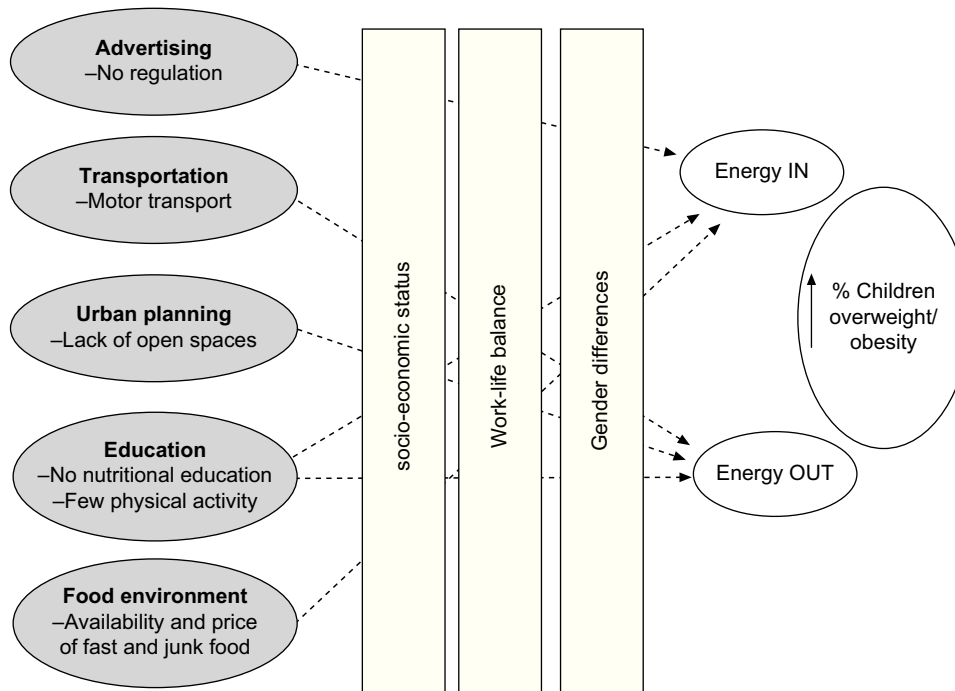 Advertising
–No regulation
Transportation
–Motor transport
Urban planning
–Lack of open spaces
Education
–No nutritional education
–Few physical activity
Food environment
–Availability and price
of fast and junk food
socio-economic status
Work-life balance
Gender differences
Energy IN
% Children
overweight/
obesity
Energy OUT